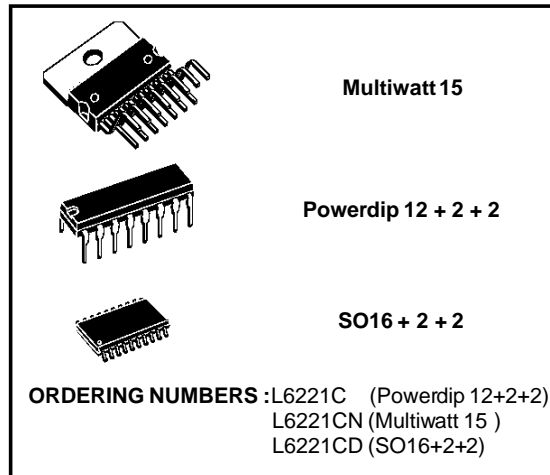 Multiwatt 15
Powerdip 12 + 2 + 2
SO16 + 2 + 2
ORDERING NUMBERS : L6221C (Powerdip 12+2+2)
L6221CN (Multiwatt 15 )
L6221CD (SO16+2+2)